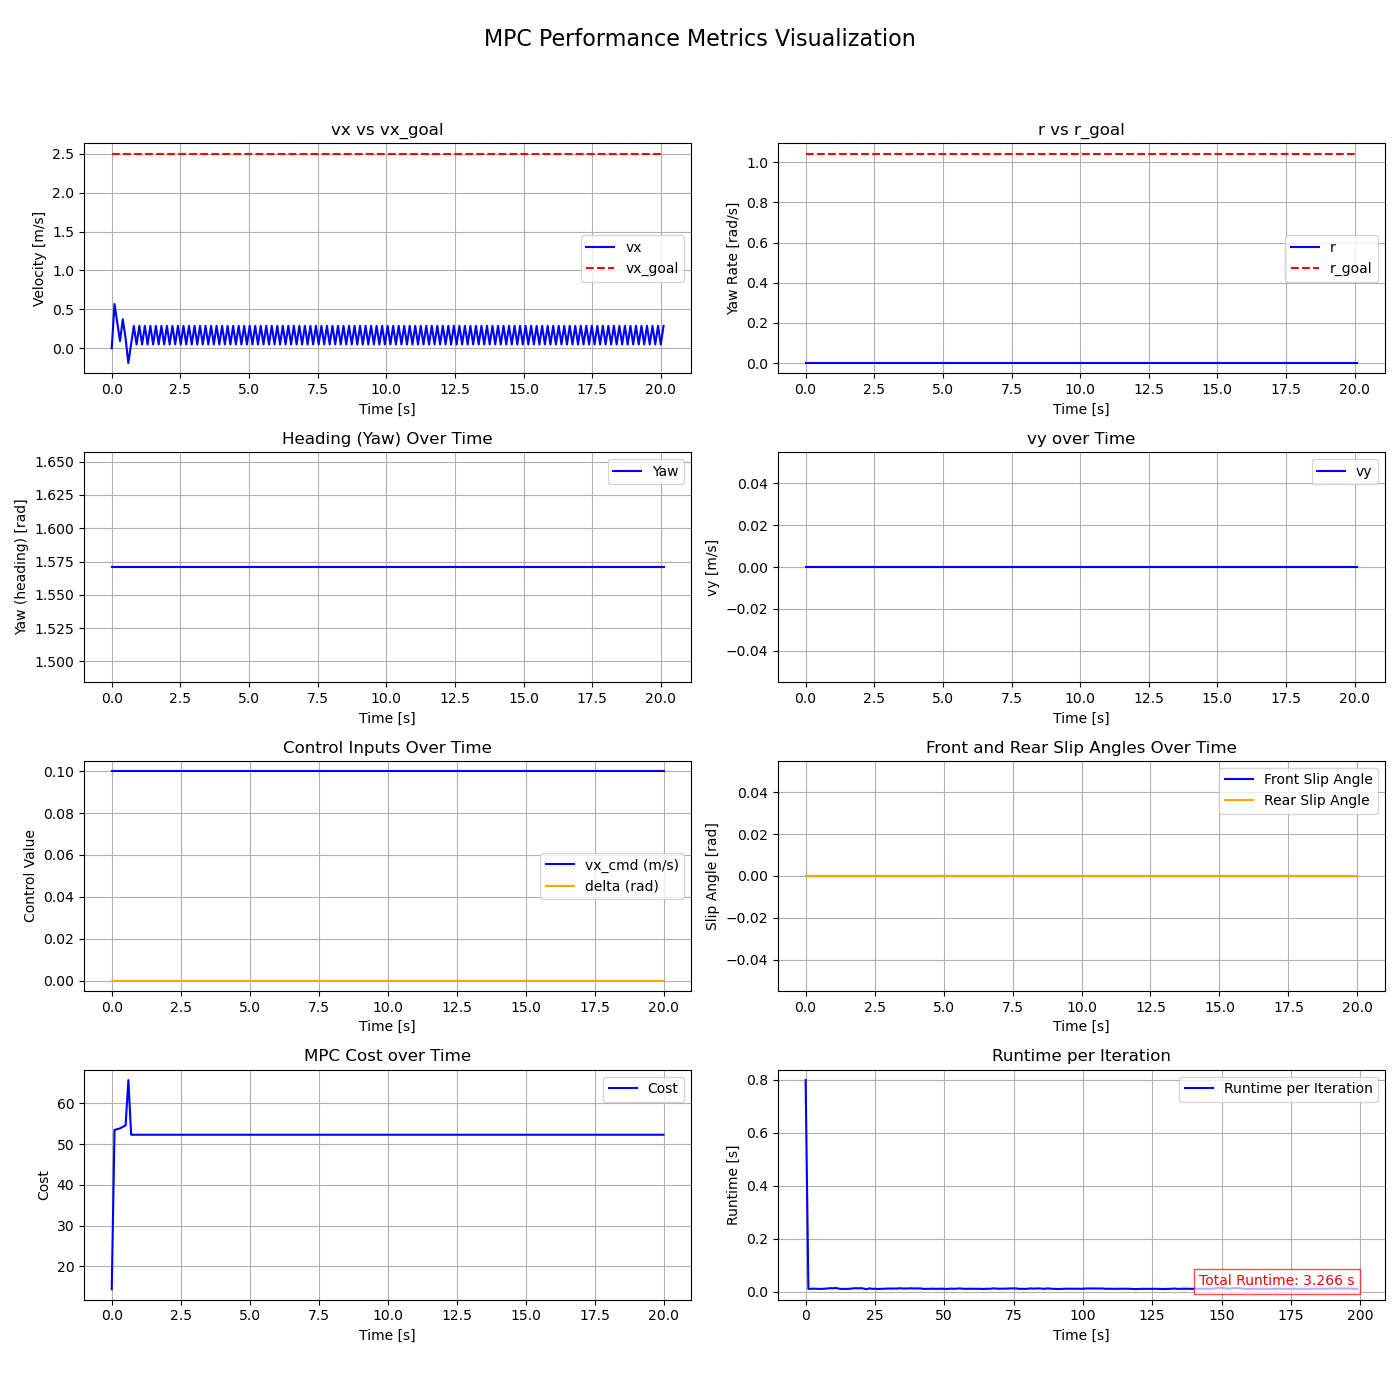 MPC Performance Metrics Visualization
vx vs vx_goal
Velocity [m/s]
2.5
2.0
1.5
1.0
0.5
0.0
vx
vx_goal
0.0 2.5 5.0 7.5 10.0 12.5 15.0 17.5 20.0
Time [s]
r vs r_goal
Yaw Rate [rad/s]
1.0
0.8
0.6
0.4
0.2
0.0
r
r_goal
0.0 2.5 5.0 7.5 10.0 12.5 15.0 17.5 20.0
Time [s]
Heading (Yaw) Over Time
Yaw (heading) [rad]
1.650
1.625
1.600
1.575
1.550
1.525
1.500
Yaw
0.0 2.5 5.0 7.5 10.0 12.5 15.0 17.5 20.0
Time [s]
vy over Time
vy [m/s]
0.04
0.02
0.00
−0.02
−0.04
vy
0.0 2.5 5.0 7.5 10.0 12.5 15.0 17.5 20.0
Time [s]
Control Inputs Over Time
Control Value
0.10
0.08
0.06
0.04
0.02
0.00
vx_cmd (m/s)
delta (rad)
0.0 2.5 5.0 7.5 10.0 12.5 15.0 17.5 20.0
Time [s]
Front and Rear Slip Angles Over Time
Slip Angle [rad]
0.04
0.02
0.00
−0.02
−0.04
Front Slip Angle
Rear Slip Angle
0.0 2.5 5.0 7.5 10.0 12.5 15.0 17.5 20.0
Time [s]
MPC Cost over Time
Cost
60
50
40
30
20
Cost
0.0 2.5 5.0 7.5 10.0 12.5 15.0 17.5 20.0
Time [s]
Runtime per Iteration
Runtime [s]
0.8
0.6
0.4
0.2
0.0
Runtime per Iteration
Total Runtime: 3.266 s
0 25 50 75 100 125 150 175 200
Time [s]